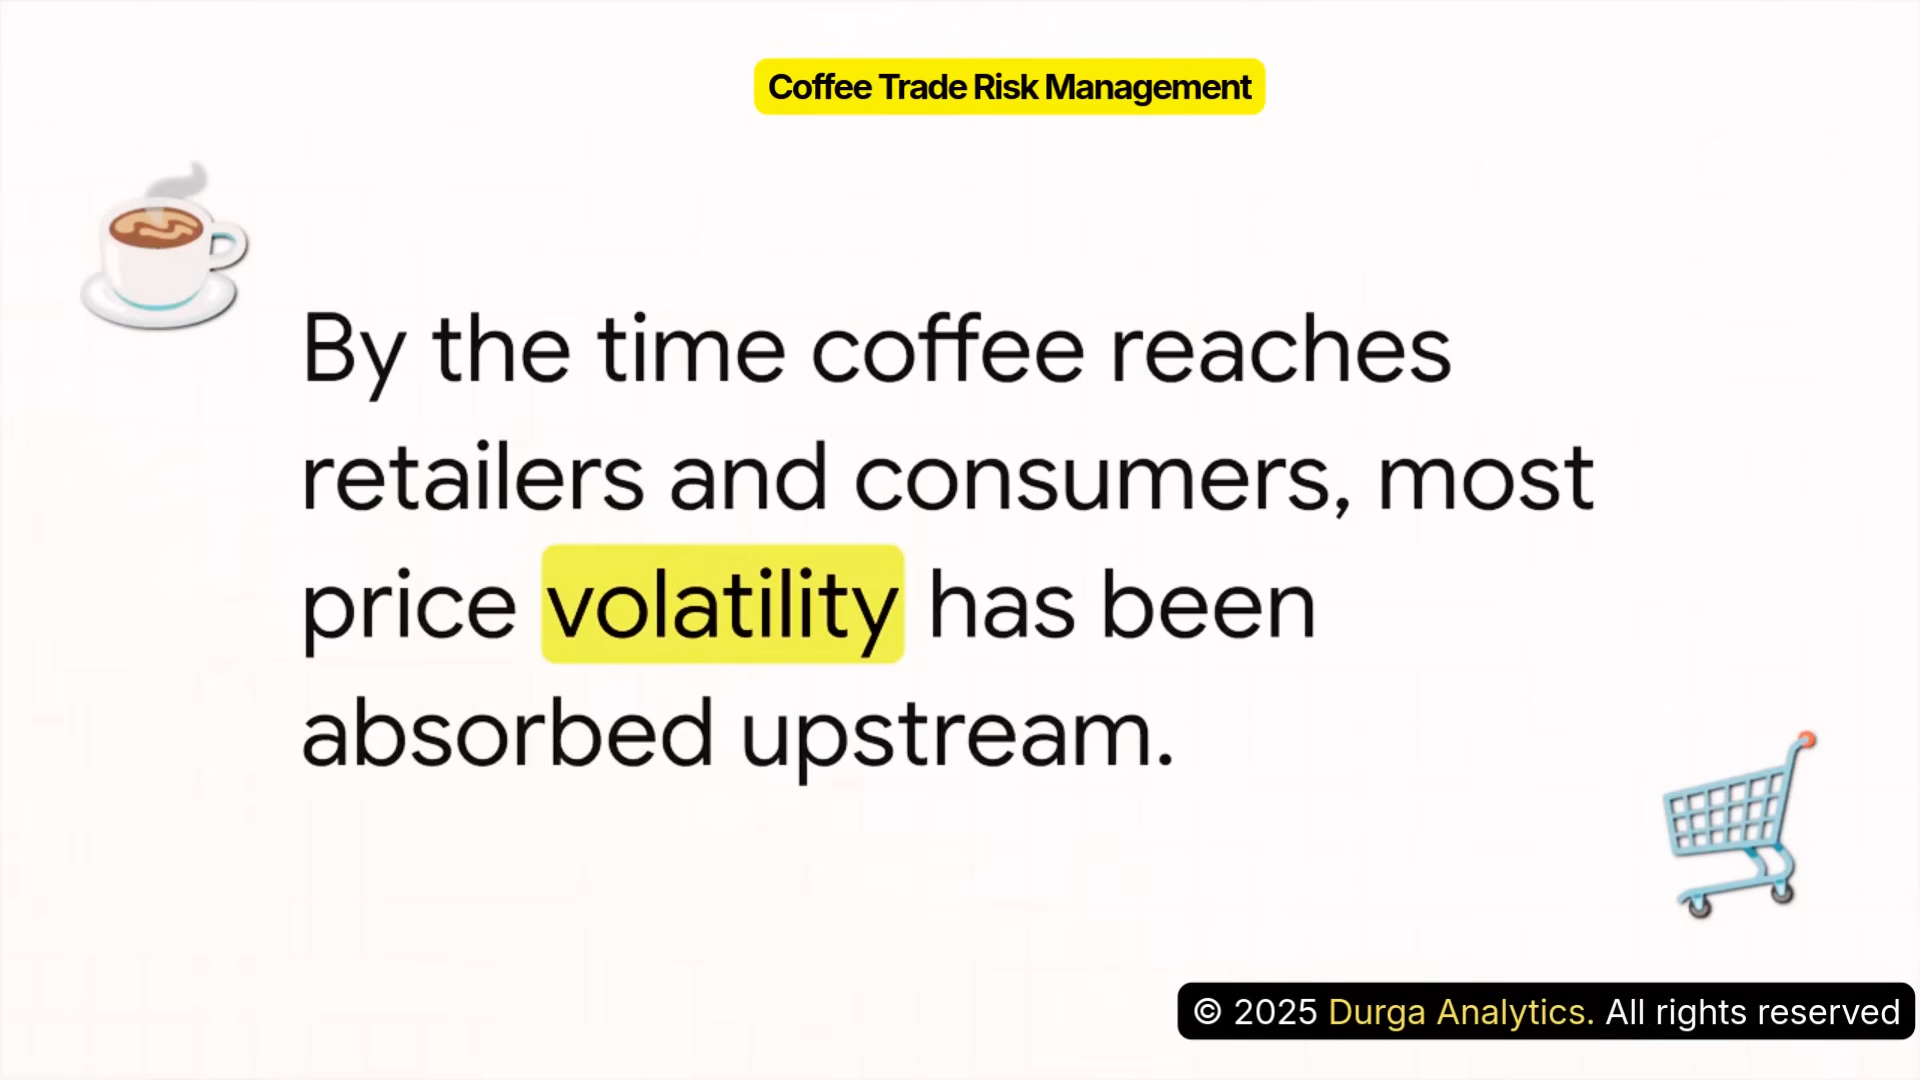 Coffee Trade Risk Management
By the time coffee reaches
retailers and consumers, most
price volatility has been
absorbed upstream.
© 2025 Durga Analytics. All rights reserved